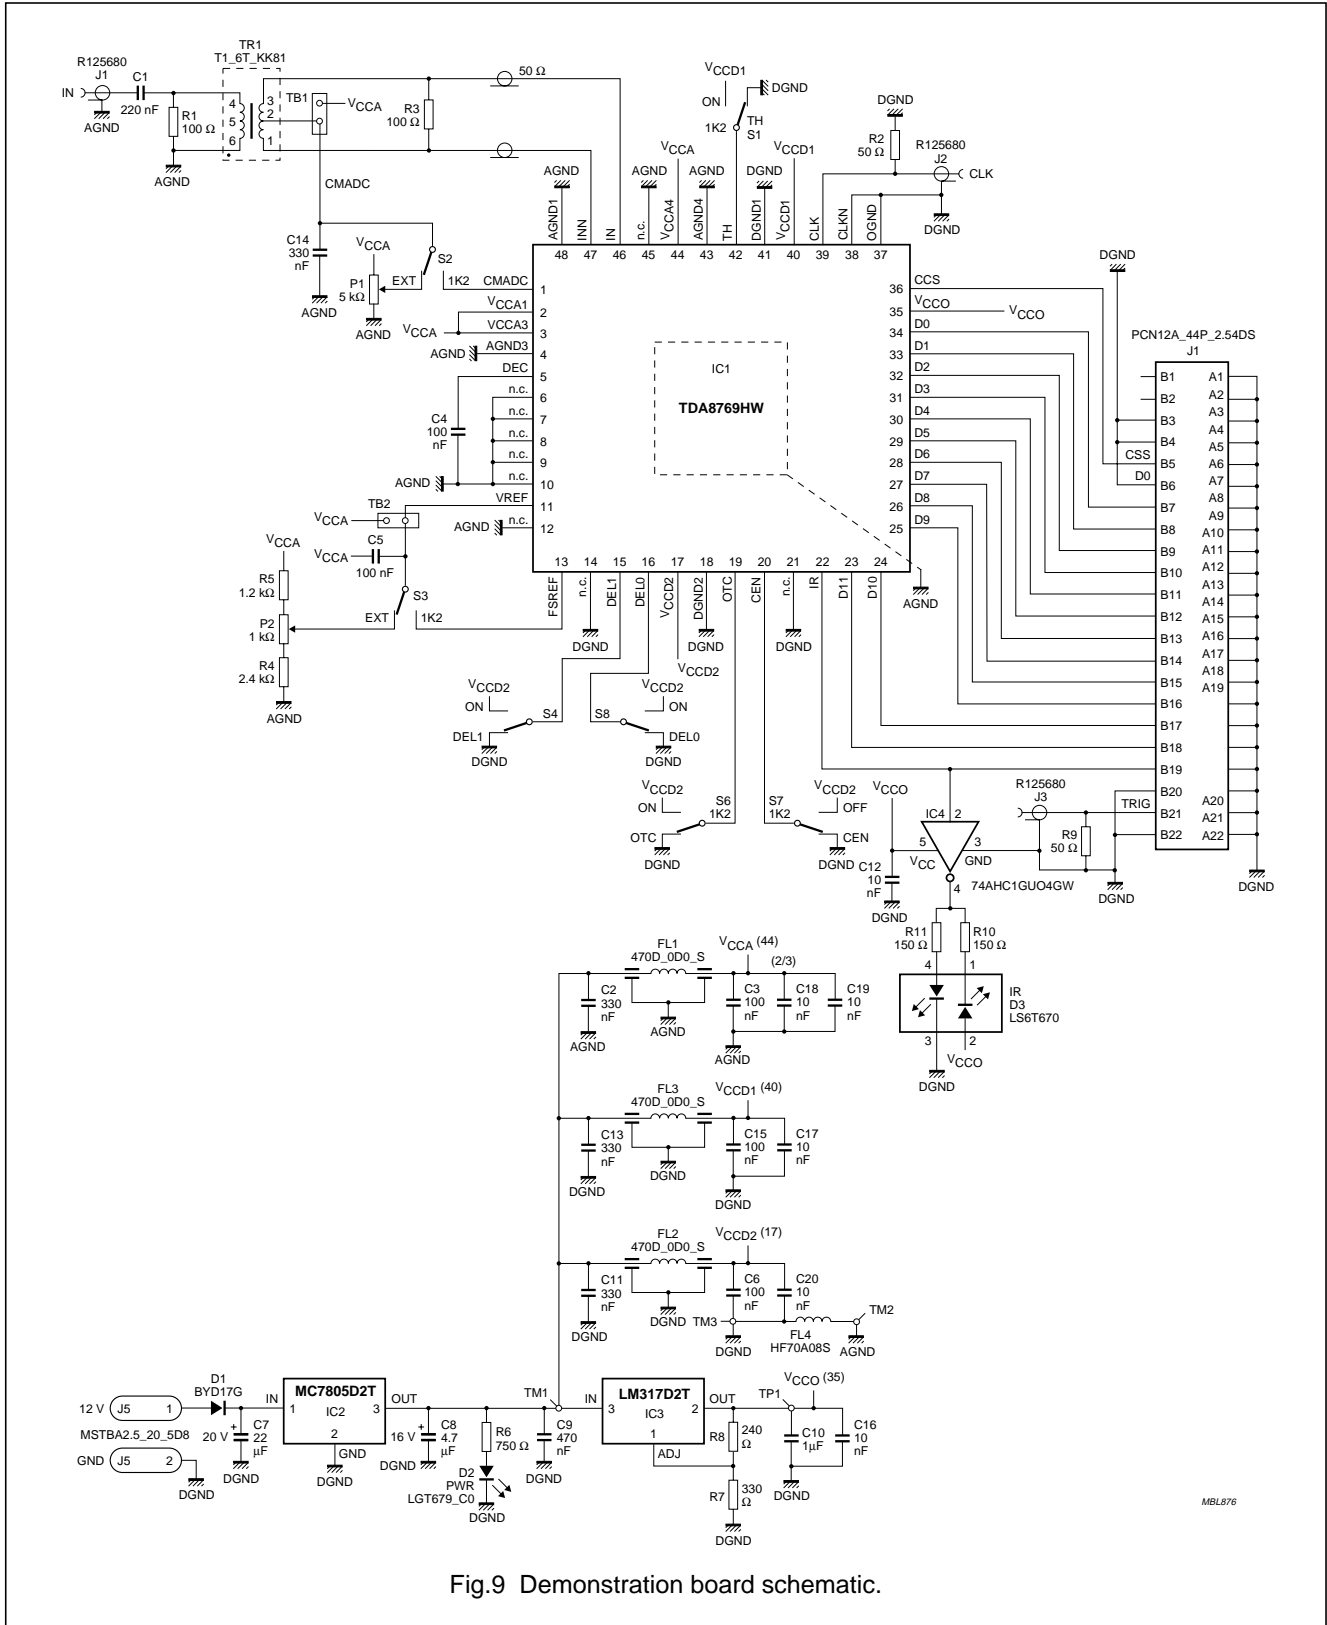 TR1
T1_6T_KK81
R125680
J1
C1
IN
220 nF
AGND
R1
100 Ω
AGND
4
5
6
3
2
1
TB1
VCCA
R3
100 Ω
50 Ω
CMADC
C14
330
nF
AGND
VCCA
P1
5 kΩ
AGND
EXT
S2
1K2
VCCD1
ON
DGND
1K2
TH
S1
DGND
R2
50 Ω
R125680
J2
CLK
DGND
AGND
AGND
VCCA
AGND
DGND
VCCD1
AGND1
INN
IN
n.c.
VCCA4
AGND4
TH
DGND1
VCCD1
CLK
CLKN
OGND
48
47
46
45
44
43
42
41
40
39
38
37
CMADC
1
VCCA1
2
VCCA
VCCA3
3
AGND
AGND3
4
DEC
5
n.c.
6
n.c.
7
n.c.
8
n.c.
9
AGND
n.c.
10
VREF
11
AGND
n.c.
12
C4
100
nF
IC1
TDA8769HW
36
CCS
35
VCCO
VCCO
34
D0
33
D1
32
D2
31
D3
30
D4
29
D5
28
D6
27
D7
26
D8
25
D9
DGND
PCN12A_44P_2.54DS
J1
B1
B2
B3
B4
CSS
B5
D0
B6
B7
B8
B9
B10
B11
B12
B13
B14
B15
B16
B17
B18
B19
B20
TRIG
B21
B22
A1
A2
A3
A4
A5
A6
A7
A8
A9
A10
A11
A12
A13
A14
A15
A16
A17
A18
A19
A20
A21
A22
DGND
TB2
VCCA
C5
VCCA
100 nF
VCCA
R5
1.2 kΩ
P2
1 kΩ
R4
2.4 kΩ
AGND
EXT
S3
1K2
13
14
15
16
17
18
19
20
21
22
23
24
FSREF
n.c.
DEL1
DEL0
VCCD2
DGND2
OTC
CEN
n.c.
IR
D11
D10
DGND
VCCD2
DGND
DGND
AGND
VCCD2
ON
S4
DEL1
DGND
VCCD2
S8
ON
DEL0
DGND
VCCD2
ON
S6
1K2
OTC
DGND
S7
1K2
VCCD2
OFF
CEN
DGND
VCCO
IC4
2
5
VCC
3
GND
4
74AHC1GUO4GW
C12
10
nF
DGND
R125680
J3
R9
50 Ω
DGND
R11
150 Ω
R10
150 Ω
4
1
IR
D3
LS6T670
3
2
DGND
VCCO
FL1
470D_0D0_S
VCCA (44)
(2/3)
C2
330
nF
AGND
AGND
C3
100
nF
C18
10
nF
C19
10
nF
AGND
FL3
470D_0D0_S
VCCD1 (40)
C13
330
nF
DGND
DGND
C15
100
nF
C17
10
nF
DGND
FL2
470D_0D0_S
VCCD2 (17)
C11
330
nF
DGND
DGND
C6
100
nF
C20
10
nF
TM3
DGND
FL4
HF70A08S
TM2
AGND
D1
BYD17G
12 V
J5
1
MSTBA2.5_20_5D8
GND
J5
2
DGND
20 V
+
C7
22
µF
DGND
IN
MC7805D2T
1
IC2
3
2
GND
DGND
OUT
16 V
+
C8
4.7
µF
DGND
R6
750 Ω
D2
PWR
LGT679_C0
DGND
C9
470
nF
DGND
TM1
IN
LM317D2T
3
IC3
2
1
ADJ
OUT
R8
240
Ω
R7
330
Ω
DGND
TP1
VCCO (35)
C10
1µF
DGND
C16
10
nF
MBL876
Fig.9 Demonstration board schematic.